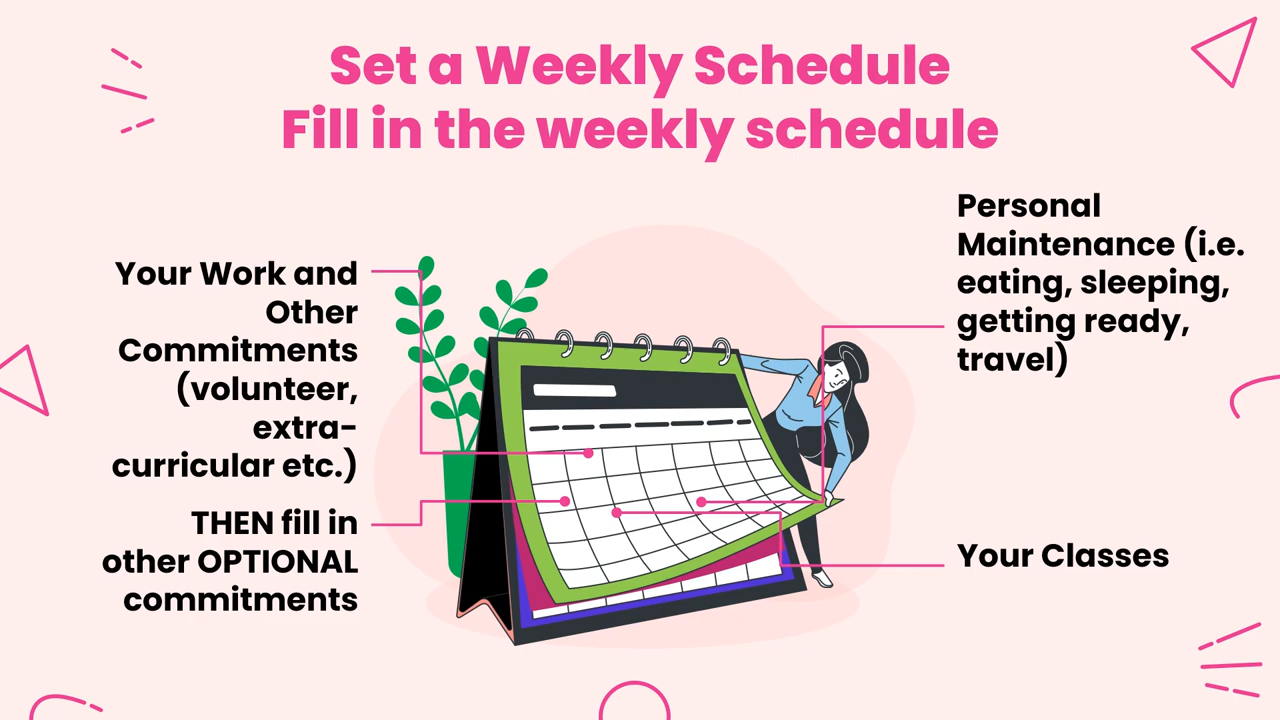 Set a Weekly Schedule
Fill in the weekly schedule
Your Work and
Other
Commitments
(volunteer,
extra-
curricular etc.)
THEN fill in
other OPTIONAL
commitments
Personal
Maintenance (i.e.
eating, sleeping,
getting ready,
travel)
Your Classes